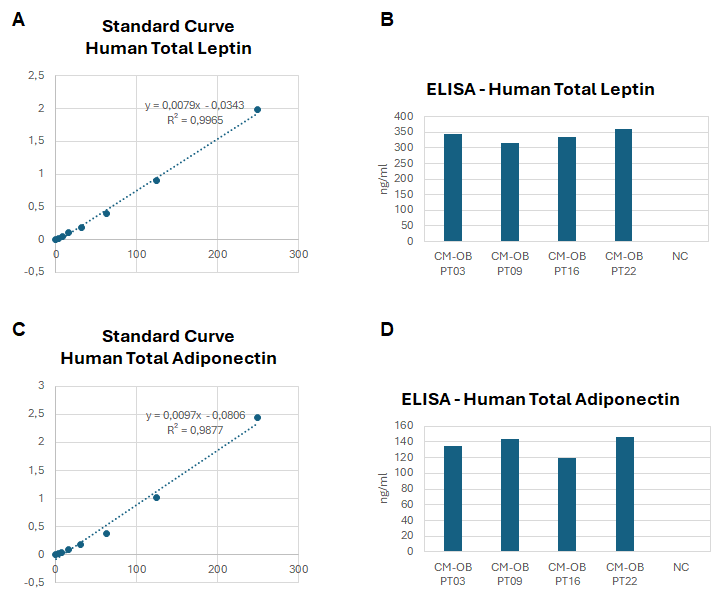 A
Standard Curve
Human Total Leptin
2,5
2
1,5
1
0,5
0
-0,5
0
100
200
300
y = 0,0079x - 0,0343
R² = 0,9965
B
ELISA - Human Total Leptin
400
350
300
250
200
150
100
50
0
ng/ml
CM-OB PT03
CM-OB PT09
CM-OB PT16
CM-OB PT22
NC
C
Standard Curve
Human Total Adiponectin
3
2,5
2
1,5
1
0,5
0
-0,5
0
100
200
300
y = 0,0097x - 0,0806
R² = 0,9877
D
ELISA - Human Total Adiponectin
160
140
120
100
80
60
40
20
0
ng/ml
CM-OB PT03
CM-OB PT09
CM-OB PT16
CM-OB PT22
NC